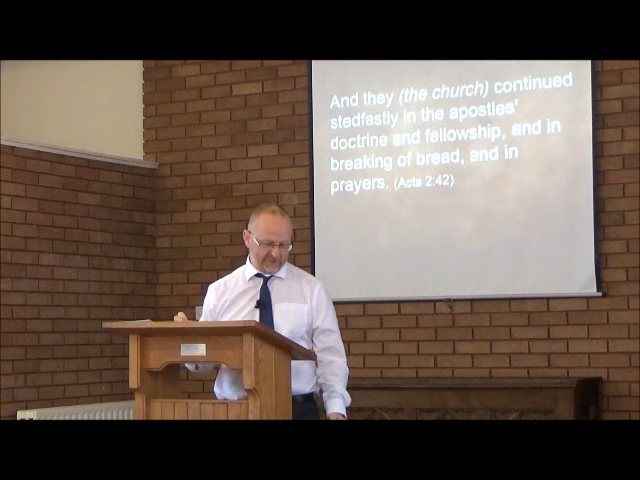 And they (the church) continued
stedfastly in the apostles'
doctrine and fellowship, and in
breaking of bread, and in
prayers. (Acts 2:42)